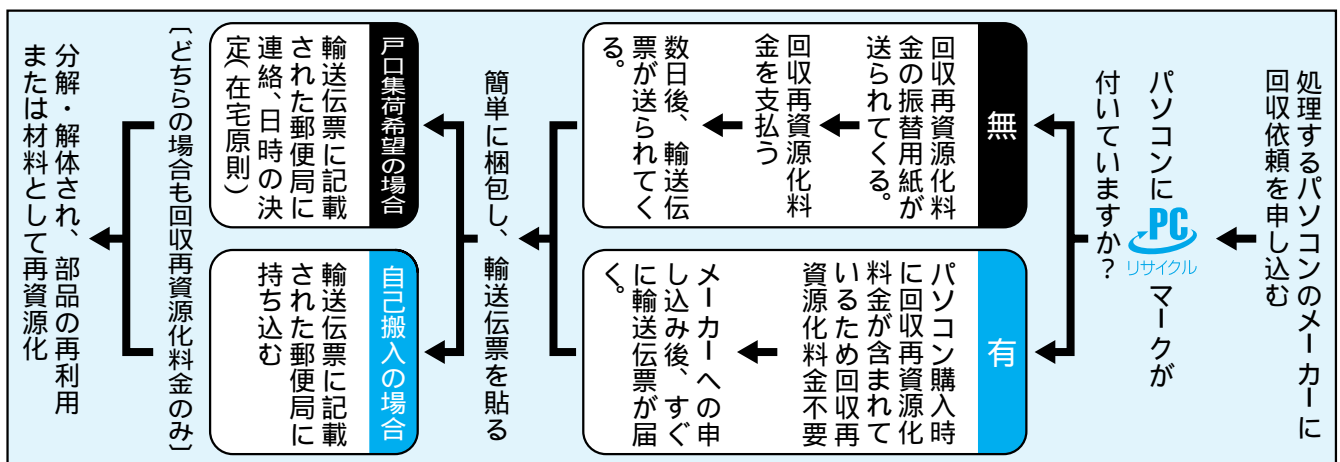 処理するパソコンのメーカーに
回収依頼を申し込む
パソコンに
PC
リサイクル
マークが
付いていますか?
無
回収再資源化料
金の振替用紙が
送られてくる。
回収再資源化料
金を支払う
数日後、輸送伝
票が送られてく
る。
有
パソコン購入時
に回収再資源化
料金が含まれて
いるため回収再
資源化料金不要
メーカーへの申
し込み後、すぐ
に輸送伝票が届
く。
簡単に梱包し、輸送伝票を貼る
戸口集荷希望の場合
輸送伝票に記載
された郵便局に
連絡、日時の決
定(在宅原則)
自己搬入の場合
輸送伝票に記載
された郵便局に
持ち込む
〔どちらの場合も回収再資源化料金のみ〕
分解・解体され、部品の再利用
または材料として再資源化